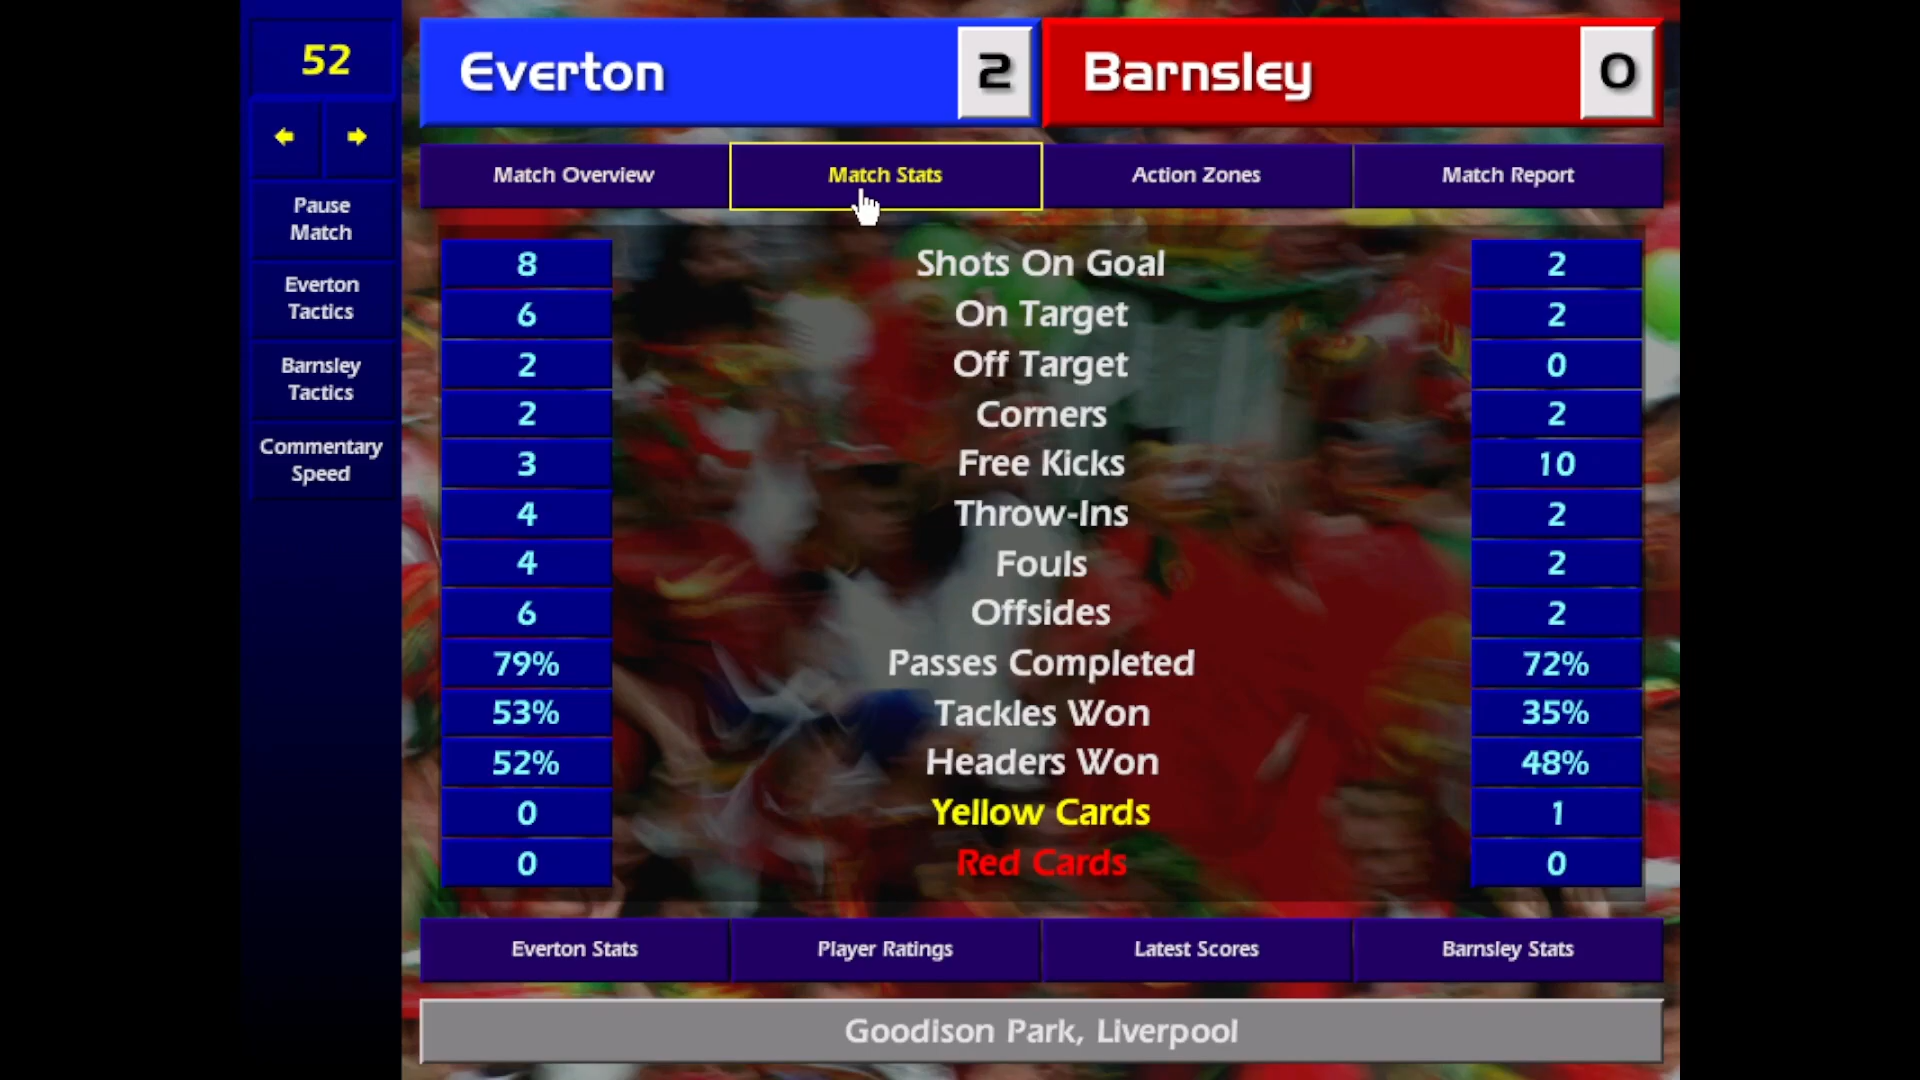 52
Everton 2 Barnsley 0
Match Overview Match Stats Action Zones Match Report
Pause
Match
Everton
Tactics
Barnsley
Tactics
Commentary
Speed
8 Shots On Goal 2
6 On Target 2
2 Off Target 0
2 Corners 2
3 Free Kicks 10
4 Throw-Ins 2
4 Fouls 2
6 Offsides 2
79% Passes Completed 72%
53% Tackles Won 35%
52% Headers Won 48%
0 Yellow Cards 1
0 Red Cards 0
Everton Stats Player Ratings Latest Scores Barnsley Stats
Goodison Park, Liverpool